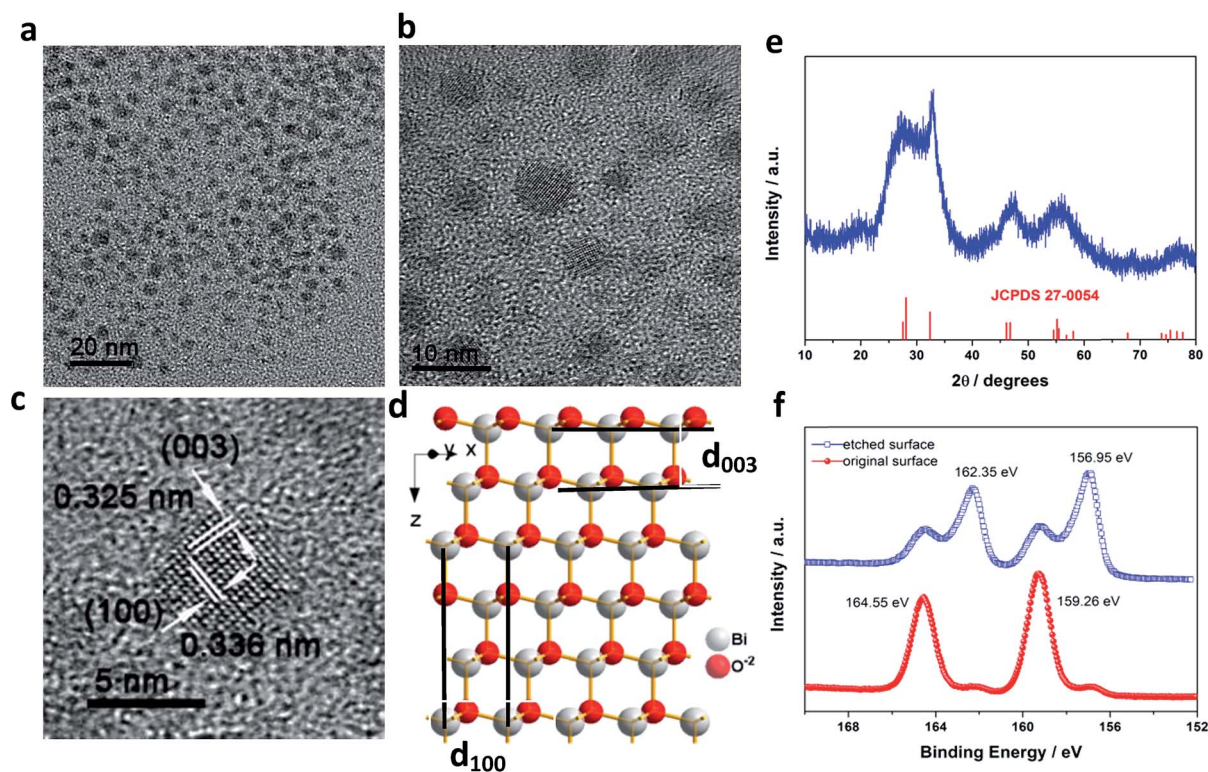 a
20 nm
b
10 nm
c
(003)
0.325 nm
(100)
0.336 nm
5 nm
d
y x
z
d003
d100
Bi
O-2
e
Intensity / a.u.
JCPDS 27-0054
10 20 30 40 50 60 70 80
2θ / degrees
f
etched surface
original surface
162.35 eV
156.95 eV
164.55 eV
159.26 eV
Intensity / a.u.
168 164 160 156 152
Binding Energy / eV